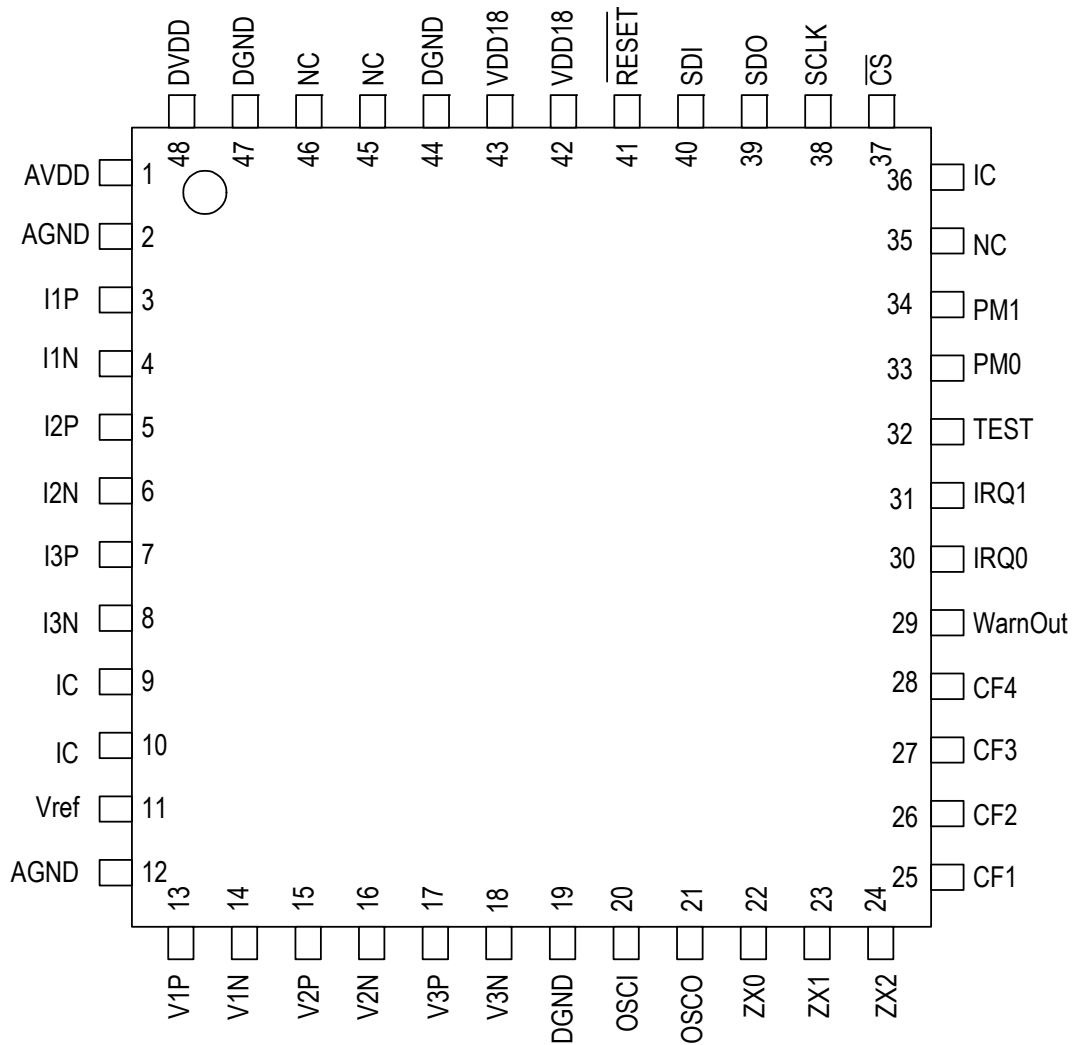 DVDD
DGND
NC
NC
DGND
VDD18
VDD18
RESET
SDI
SDO
SCLK
CS
48
47
46
45
44
43
42
41
40
39
38
37
AVDD 1
AGND 2
I1P 3
I1N 4
I2P 5
I2N 6
I3P 7
I3N 8
IC 9
IC 10
Vref 11
AGND 12
36 IC
35 NC
34 PM1
33 PM0
32 TEST
31 IRQ1
30 IRQ0
29 WarnOut
28 CF4
27 CF3
26 CF2
25 CF1
13
14
15
16
17
18
19
20
21
22
23
24
V1P
V1N
V2P
V2N
V3P
V3N
DGND
OSCI
OSCO
ZX0
ZX1
ZX2